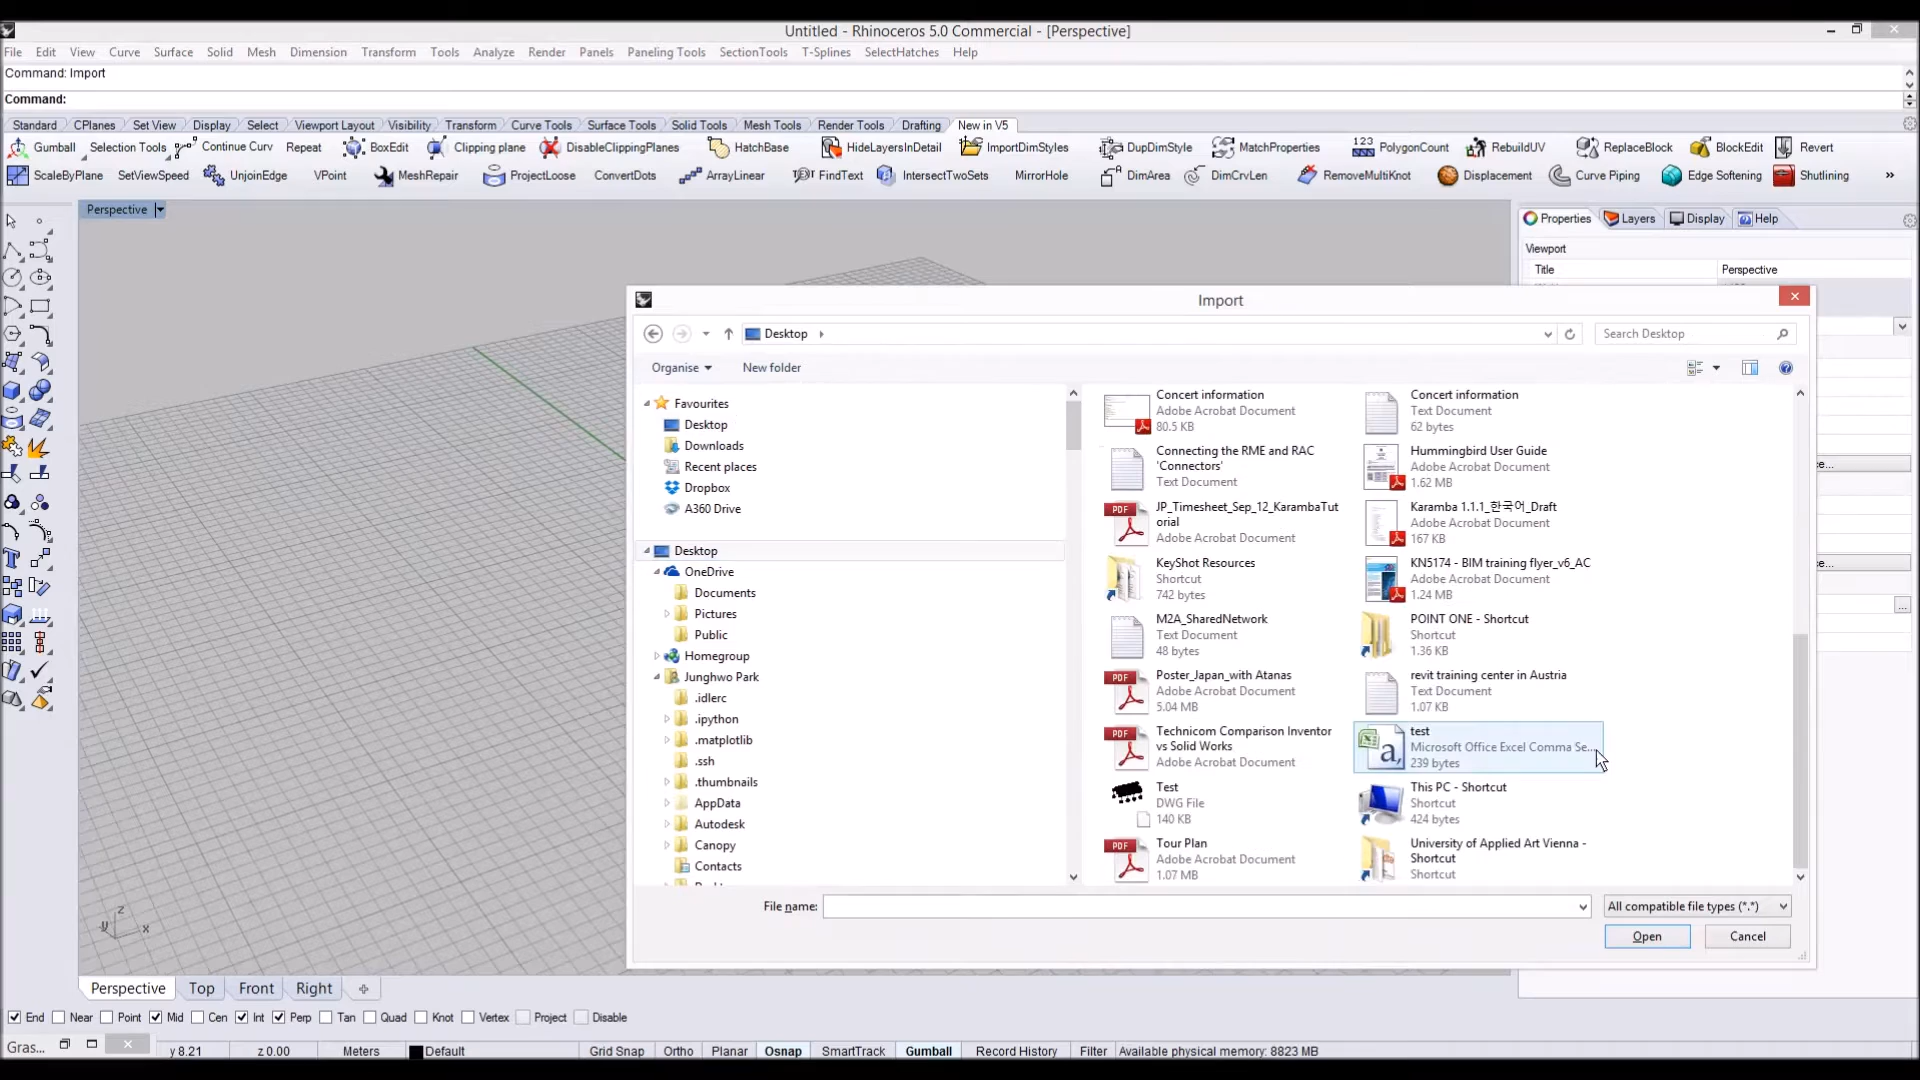 Untitled - Rhinoceros 5.0 Commercial - [Perspective]
File Edit View Curve Surface Solid Mesh Dimension Transform Tools Analyze Render Panels Paneling Tools SectionTools T-Splines SelectHatches Help
Command: Import
Command:
Standard CPlanes Set View Display Select Viewport Layout Visibility Transform Curve Tools Surface Tools Solid Tools Mesh Tools Render Tools Drafting New in V5
Gumball Selection Tools Continue Curv Repeat BoxEdit Clipping plane DisableClippingPlanes HatchBase HideLayersInDetail ImportDimStyles DupDimStyle MatchProperties 123 PolygonCount RebuildUV ReplaceBlock BlockEdit Revert
ScaleByPlane SetViewSpeed UnjoinEdge VPoint MeshRepair ProjectLoose ConvertDots ArrayLinear FindText IntersectTwoSets MirrorHole DimArea DimCrvLen RemoveMultiKnot Displacement Curve Piping Edge Softening Shutlining »
Perspective
Properties Layers Display Help
Viewport
Title Perspective
Import
Desktop
Search Desktop
Organise New folder
Favourites
Desktop
Downloads
Recent places
Dropbox
A360 Drive
Desktop
OneDrive
Documents
Pictures
Public
Homegroup
Junghwo Park
.idlerc
.ipython
.matplotlib
.ssh
.thumbnails
AppData
Autodesk
Canopy
Contacts
Concert information
Adobe Acrobat Document
80.5 KB
Concert information
Text Document
62 bytes
Connecting the RME and RAC
'Connectors'
Text Document
Hummingbird User Guide
Adobe Acrobat Document
1.62 MB
PDF
JP_Timesheet_Sep_12_KarambaTut
orial
Adobe Acrobat Document
Karamba 1.1.1_한국어_Draft
Adobe Acrobat Document
167 KB
KeyShot Resources
Shortcut
742 bytes
KN5174 - BIM training flyer_v6_AC
Adobe Acrobat Document
1.24 MB
M2A_SharedNetwork
Text Document
48 bytes
POINT ONE - Shortcut
Shortcut
1.36 KB
PDF
Poster_Japan_with Atanas
Adobe Acrobat Document
5.04 MB
revit training center in Austria
Text Document
1.07 KB
PDF
Technicom Comparison Inventor
vs Solid Works
Adobe Acrobat Document
a,
test
Microsoft Office Excel Comma Se...
239 bytes
Test
DWG File
140 KB
This PC - Shortcut
Shortcut
424 bytes
PDF
Tour Plan
Adobe Acrobat Document
1.07 MB
University of Applied Art Vienna -
Shortcut
Shortcut
File name:
All compatible file types (*.*)
Open Cancel
e...
e...
...
z
y
x
Perspective Top Front Right
End Near Point Mid Cen Int Perp Tan Quad Knot Vertex Project Disable
Gras... y 8.21 z 0.00 Meters Default Grid Snap Ortho Planar Osnap SmartTrack Gumball Record History Filter Available physical memory: 8823 MB